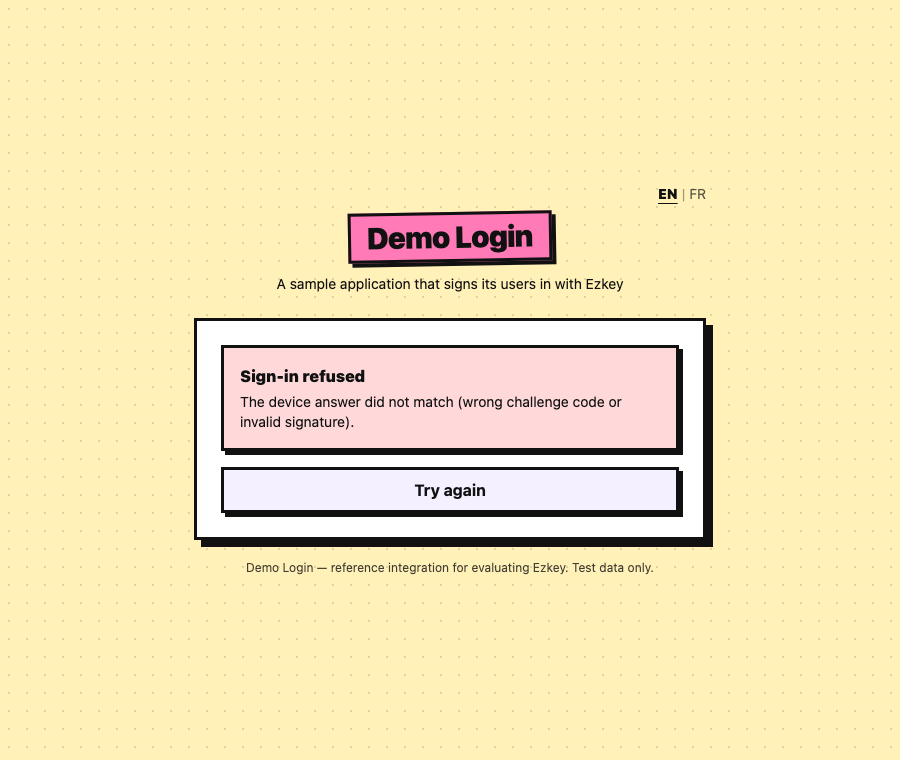 EN | FR
Demo Login
A sample application that signs its users in with Ezkey
Sign-in refused
The device answer did not match (wrong challenge code or
invalid signature).
Try again
Demo Login — reference integration for evaluating Ezkey. Test data only.